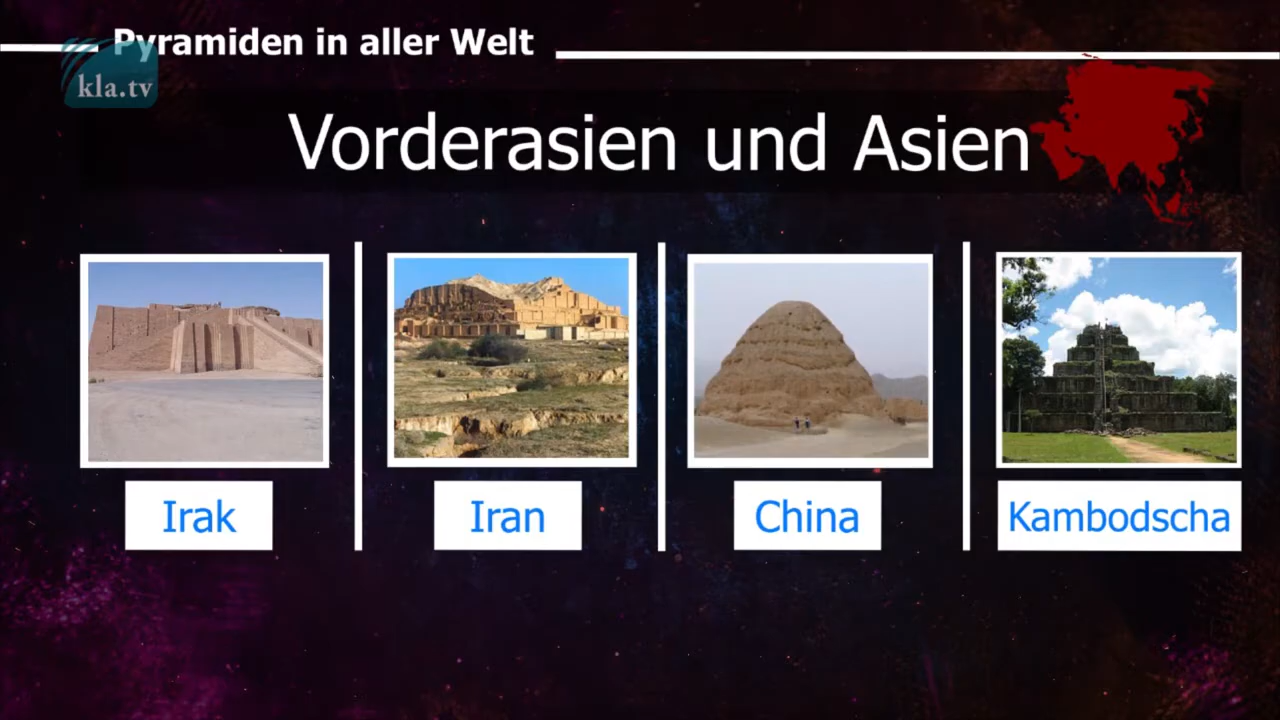 Pyramiden in aller Welt
kla.tv
Vorderasien und Asien
Irak
Iran
China
Kambodscha